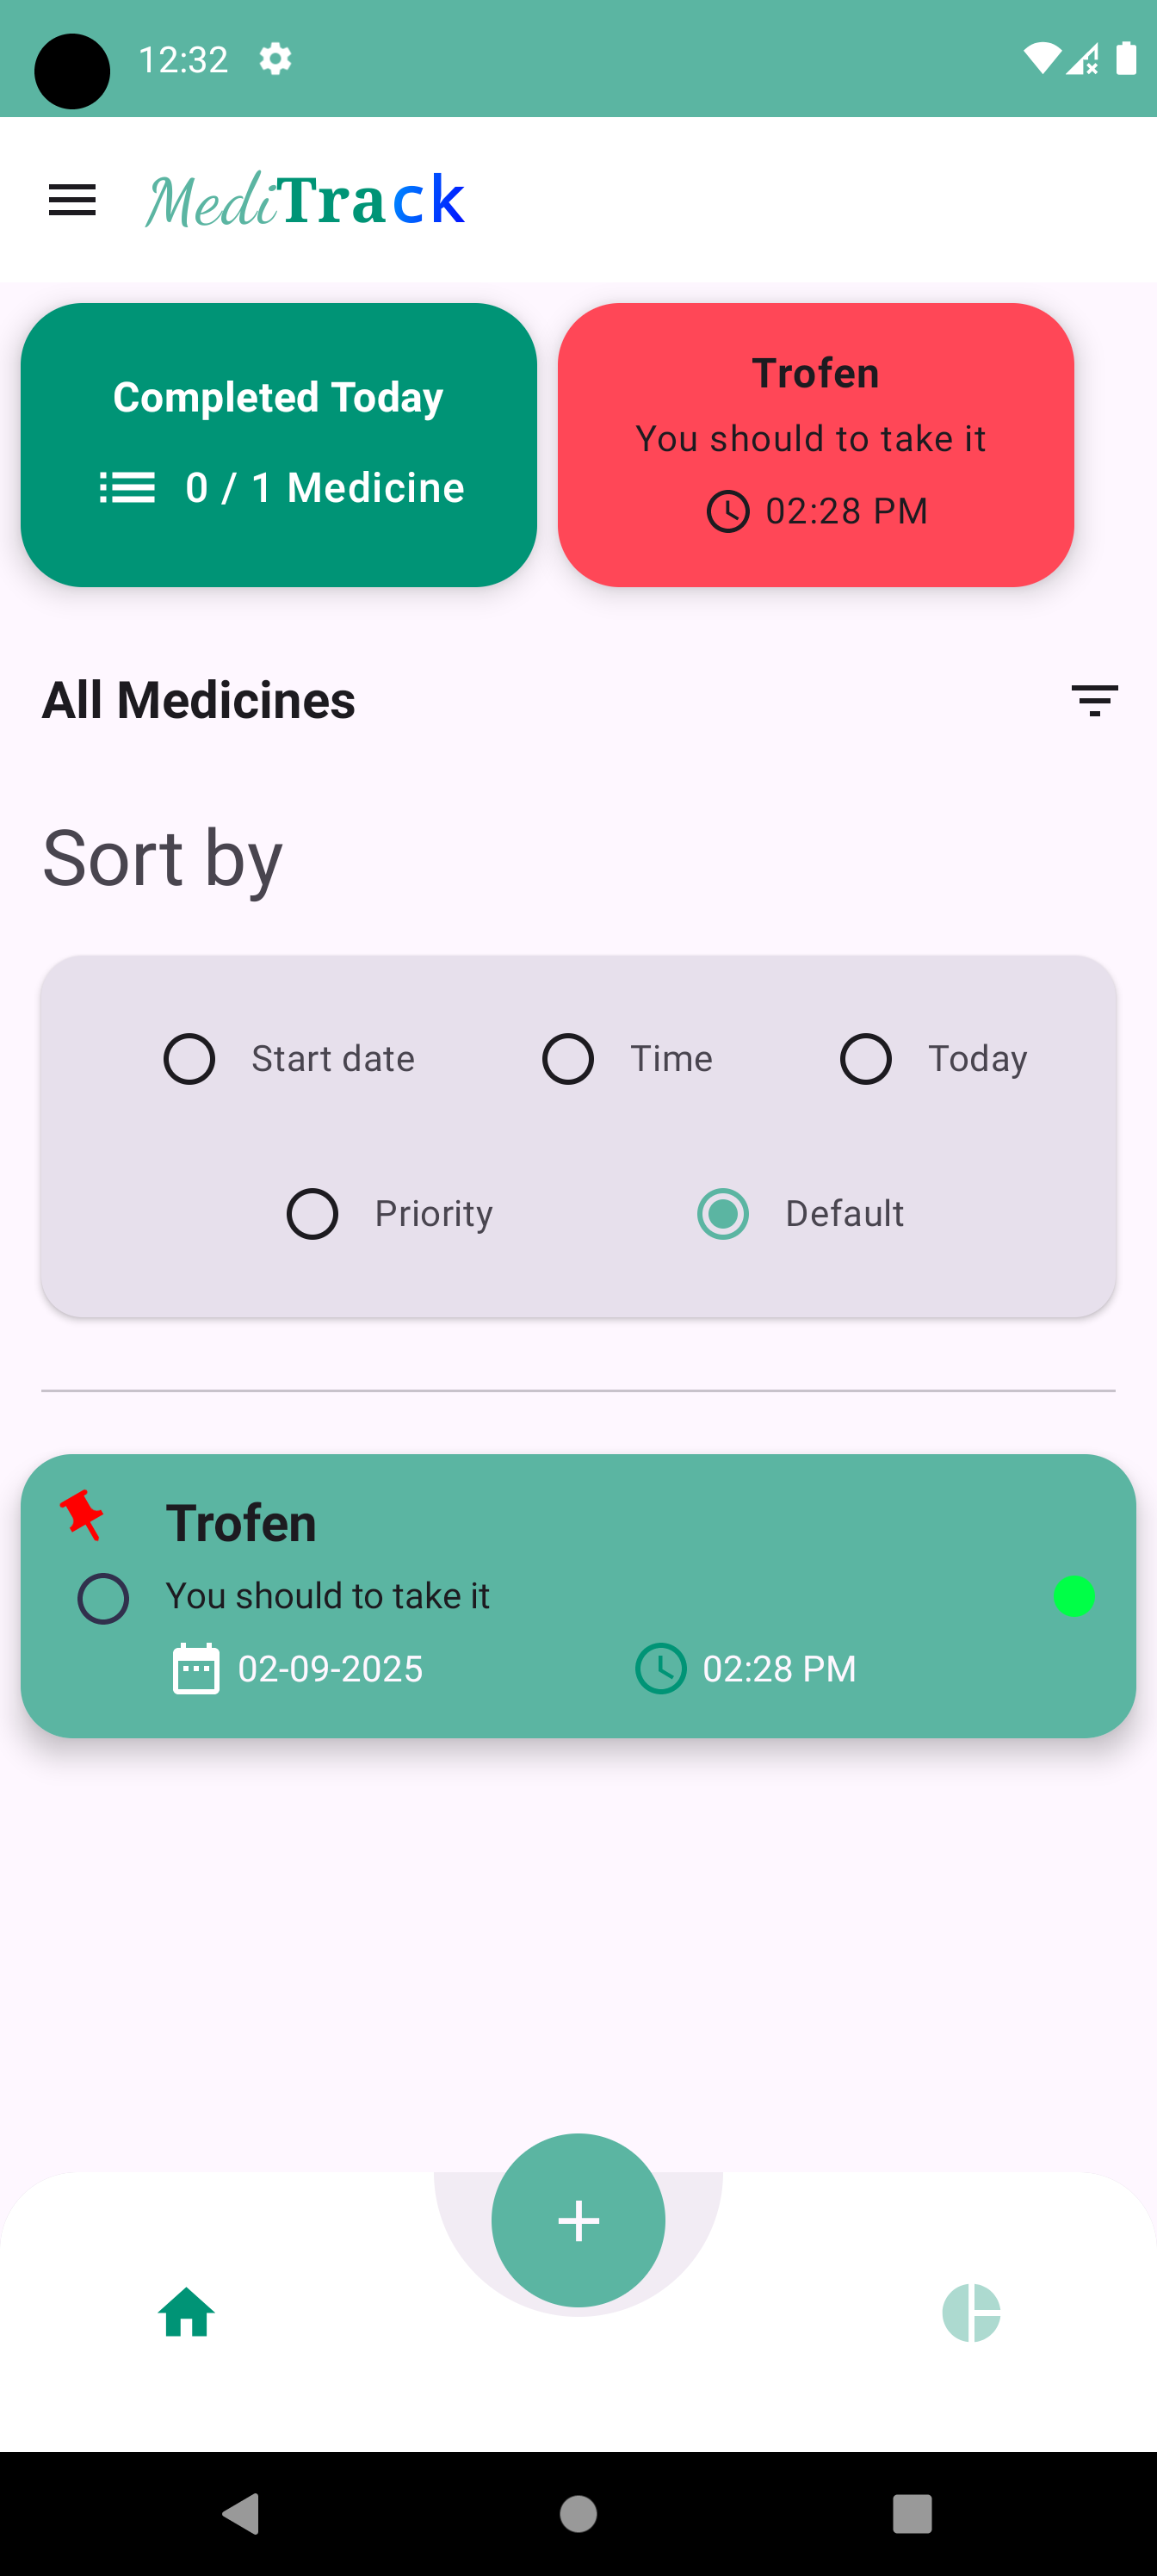 12:32
MediTrack
Completed Today
0 / 1 Medicine
Trofen
You should to take it
02:28 PM
All Medicines
Sort by
Start date
Time
Today
Priority
Default
Trofen
You should to take it
02-09-2025
02:28 PM